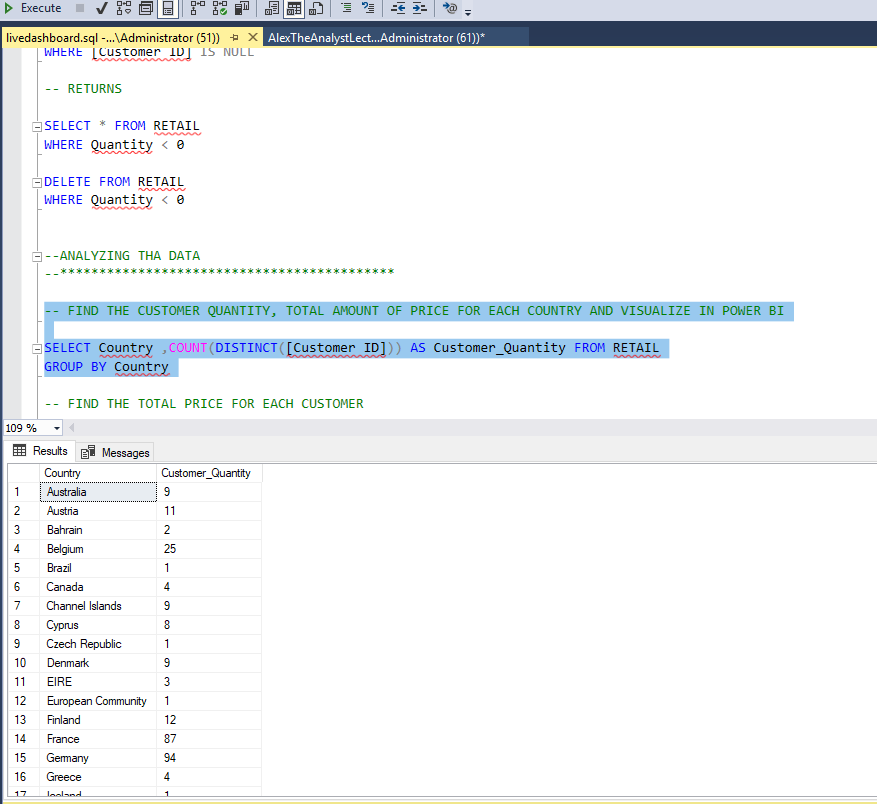 Execute
livedashboard.sql -...\Administrator (51)) AlexTheAnalystLect...Administrator (61))*
WHERE [Customer ID] IS NULL
-- RETURNS
SELECT * FROM RETAIL
WHERE Quantity < 0
DELETE FROM RETAIL
WHERE Quantity < 0
--ANALYZING THA DATA
--*******************************************
-- FIND THE CUSTOMER QUANTITY, TOTAL AMOUNT OF PRICE FOR EACH COUNTRY AND VISUALIZE IN POWER BI
SELECT Country ,COUNT(DISTINCT([Customer ID])) AS Customer_Quantity FROM RETAIL
GROUP BY Country
-- FIND THE TOTAL PRICE FOR EACH CUSTOMER
109 %
Results Messages
Country Customer_Quantity
1 Australia 9
2 Austria 11
3 Bahrain 2
4 Belgium 25
5 Brazil 1
6 Canada 4
7 Channel Islands 9
8 Cyprus 8
9 Czech Republic 1
10 Denmark 9
11 EIRE 3
12 European Community 1
13 Finland 12
14 France 87
15 Germany 94
16 Greece 4
17 Iceland 1